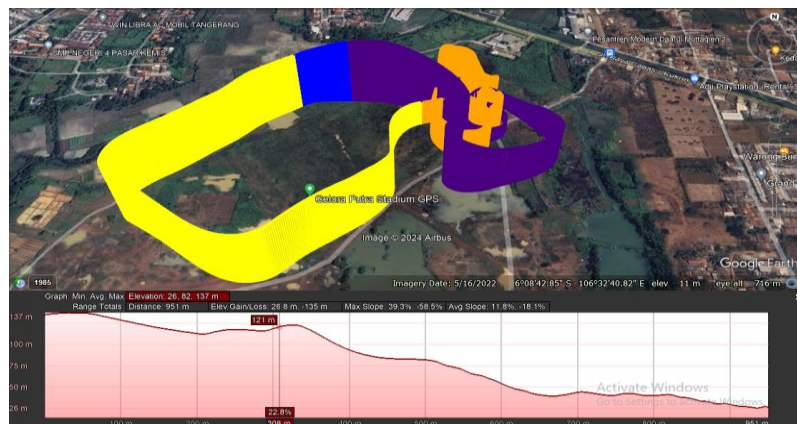 TWIN LIBRA AC MOBIL TANGERANG
SMP NEGERI 4 PASAR KEMIS
N
Pesantren Modern Daarul Muttaqien 2
Adji Playstation (Rental/S
Warung Bu
Gelora Putra Stadium GPS
Image © 2024 Airbus
Google Earth
1985
Imagery Date: 5/16/2022 6°08'42.85" S 106°32'40.82" E elev 11 m eye alt 716 m
Graph: Min, Avg, Max Elevation: 26, 82, 137 m
Range Totals: Distance: 951 m Elev Gain/Loss: 26.8 m, -135 m Max Slope: 39.3%, -58.5% Avg Slope: 11.8%, -18.1%
137 m
121 m
100 m
75 m
50 m
26 m
Activate Windows
Go to Settings to activate Windows.
22.8%
100 m
200 m
308 m
400 m
500 m
600 m
700 m
800 m
951 m